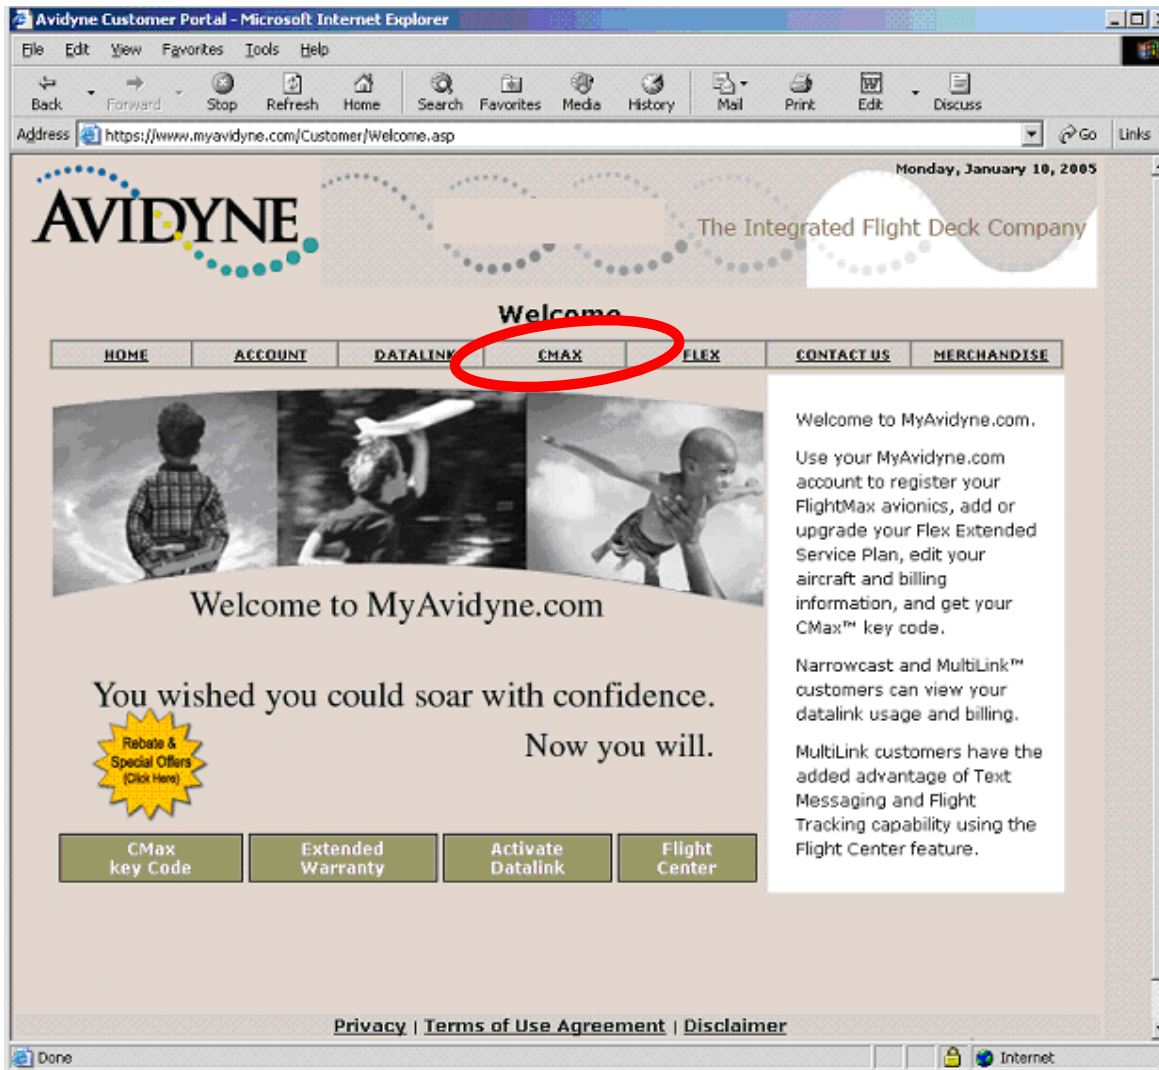 Avidyne Customer Portal - Microsoft Internet Explorer
File Edit View Favorites Tools Help
Back Forward Stop Refresh Home Search Favorites Media History Mail Print Edit Discuss
Address https://www.myavidyne.com/Customer/Welcome.asp Go Links
Monday, January 10, 2005
AVIDYNE
The Integrated Flight Deck Company
Welcome
HOME ACCOUNT DATALINK CMAX FLEX CONTACT US MERCHANDISE
Welcome to MyAvidyne.com
You wished you could soar with confidence.
Now you will.
Rebate &
Special Offers
(Click Here)
CMax
key Code
Extended
Warranty
Activate
Datalink
Flight
Center
Welcome to MyAvidyne.com.
Use your MyAvidyne.com
account to register your
FlightMax avionics, add or
upgrade your Flex Extended
Service Plan, edit your
aircraft and billing
information, and get your
CMax™ key code.
Narrowcast and MultiLink™
customers can view your
datalink usage and billing.
MultiLink customers have the
added advantage of Text
Messaging and Flight
Tracking capability using the
Flight Center feature.
Privacy | Terms of Use Agreement | Disclaimer
Done Internet